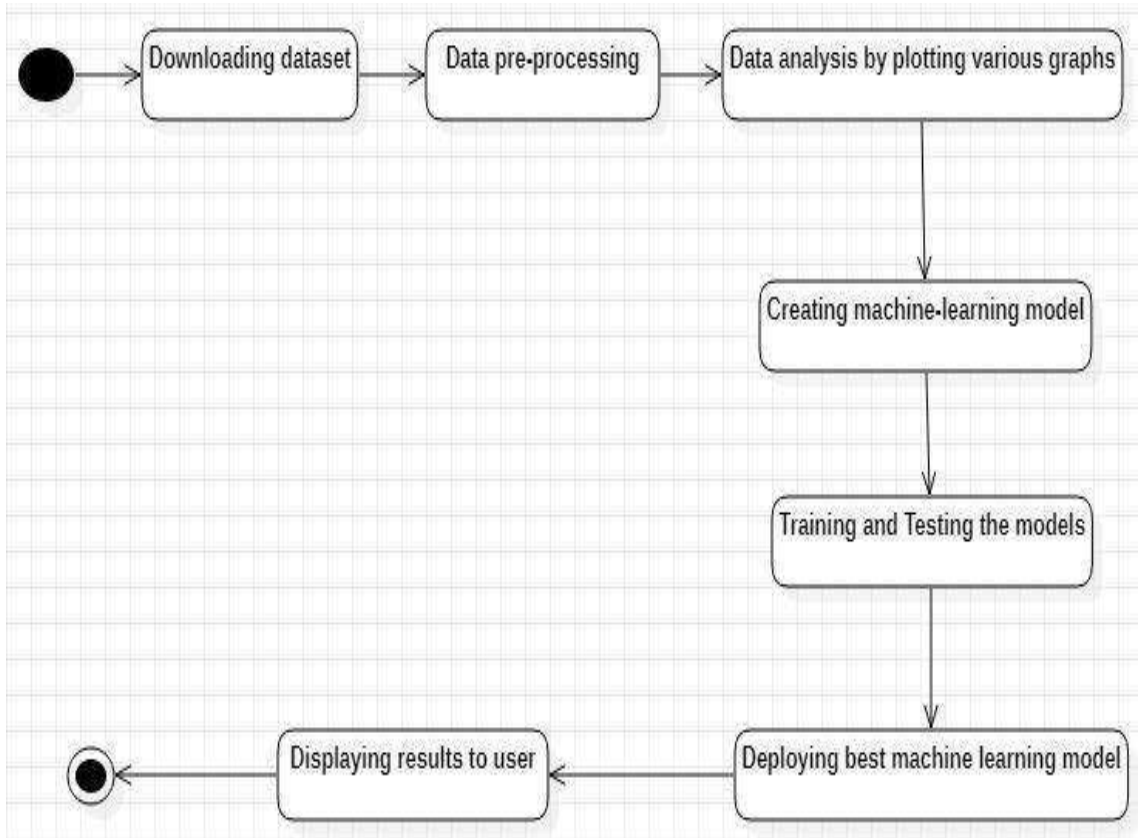 Downloading dataset
Data pre-processing
Data analysis by plotting various graphs
Creating machine-learning model
Training and Testing the models
Deploying best machine learning model
Displaying results to user